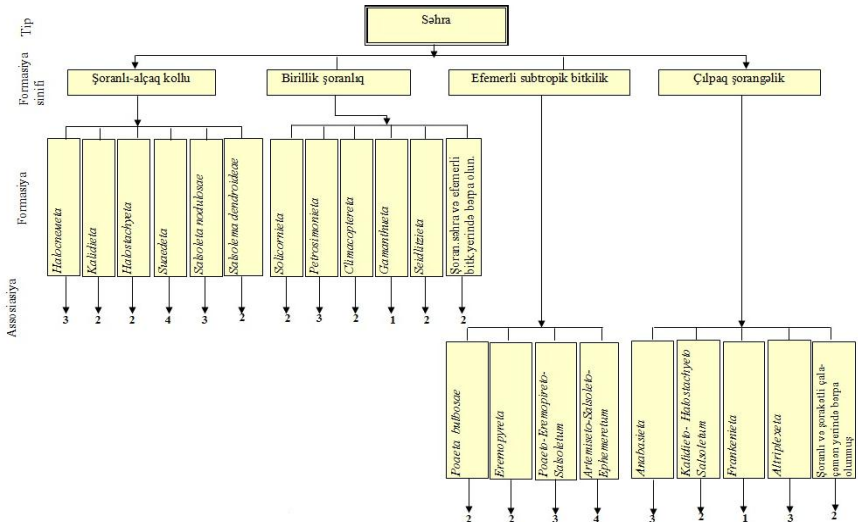 Tip
Səhra
Formasiya
sinifi
Şoranlı-alçaq kollu
Birillik şoranlıq
Efemerli subtropik bitkilik
Çılpaq şorangəlik
Formasiya
Halocnemeta
Kalidieta
Halostachyeta
Suaedeta
Salsoleta nodulosae
Salsolema dendroideae
Solicornieta
Petrosimonieta
Climacoptereta
Gamanthueta
Seidlitzieta
Şoran.səhra və efemerli
bitk.yerində bərpa olun.
Assosiasiya
3 2 2 4 3 2 2 3 2 1 2 2
Poaeta bulbosae
Eremopyreta
Poaeto-Eremopireto-
Salsoletum
Artemiseto-Salsoleto-
Ephemeretum
Anabasieta
Kalidieto- Halostachyeto
Salsoletum
Frankenieta
Altriplexeta
Şoranlı və şorakətli çala-
çəmən yerində bərpa
olunmuş
2 2 3 4 3 2 1 3 2